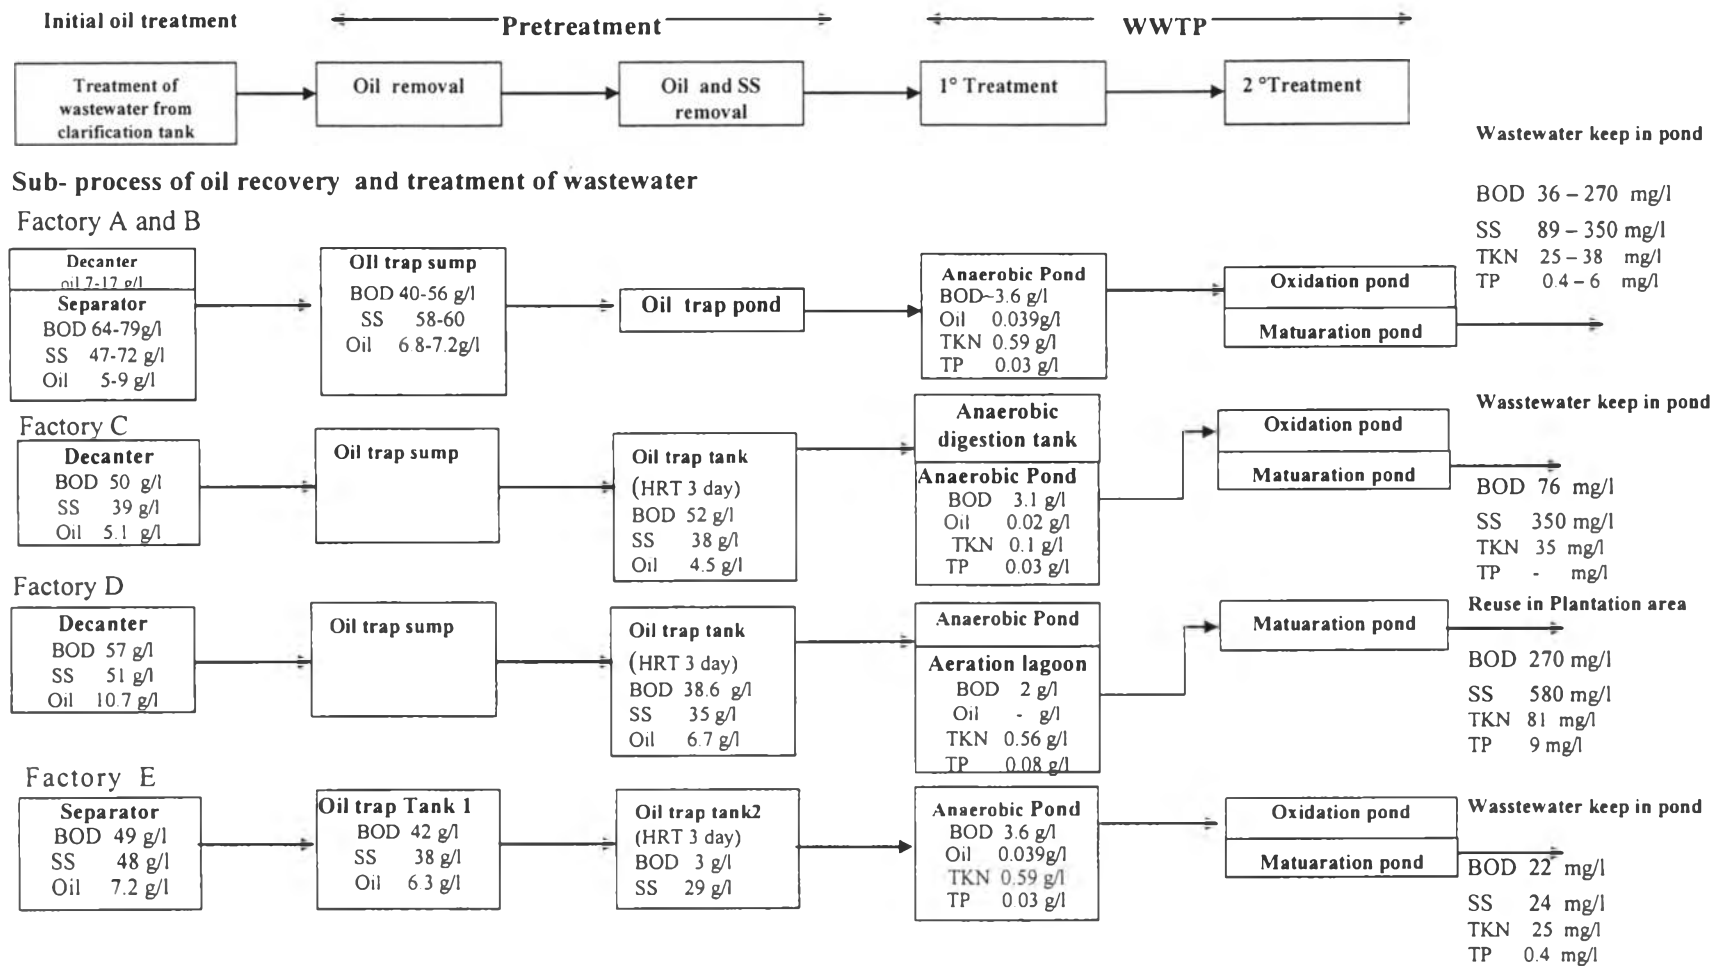 Initial oil treatment
Pretreatment
WWTP
Treatment of
wastewater from
clarification tank
Oil removal
Oil and SS
removal
1° Treatment
2 °Treatment
Wastewater keep in pond
BOD 36 – 270 mg/l
SS 89 – 350 mg/l
TKN 25 – 38 mg/l
TP 0.4 – 6 mg/l
Sub- process of oil recovery and treatment of wastewater
Factory A and B
Decanter
oil 7-17 g/l
Separator
BOD 64-79g/l
SS 47-72 g/l
Oil 5-9 g/l
OIl trap sump
BOD 40-56 g/l
SS 58-60
Oil 6.8-7.2g/l
Oil trap pond
Anaerobic Pond
BOD~3.6 g/l
Oil 0.039g/l
TKN 0.59 g/l
TP 0.03 g/l
Oxidation pond
Matuaration pond
Factory C
Decanter
BOD 50 g/l
SS 39 g/l
Oil 5.1 g/l
Oil trap sump
Oil trap tank
(HRT 3 day)
BOD 52 g/l
SS 38 g/l
Oil 4.5 g/l
Anaerobic
digestion tank
Anaerobic Pond
BOD 3.1 g/l
Oil 0.02 g/l
TKN 0.1 g/l
TP 0.03 g/l
Oxidation pond
Matuaration pond
Wasstewater keep in pond
BOD 76 mg/l
SS 350 mg/l
TKN 35 mg/l
TP - mg/l
Factory D
Decanter
BOD 57 g/l
SS 51 g/l
Oil 10.7 g/l
Oil trap sump
Oil trap tank
(HRT 3 day)
BOD 38.6 g/l
SS 35 g/l
Oil 6.7 g/l
Anaerobic Pond
Aeration lagoon
BOD 2 g/l
Oil - g/l
TKN 0.56 g/l
TP 0.08 g/l
Matuaration pond
Reuse in Plantation area
BOD 270 mg/l
SS 580 mg/l
TKN 81 mg/l
TP 9 mg/l
Factory E
Separator
BOD 49 g/l
SS 48 g/l
Oil 7.2 g/l
Oil trap Tank 1
BOD 42 g/l
SS 38 g/l
Oil 6.3 g/l
Oil trap tank2
(HRT 3 day)
BOD 3 g/l
SS 29 g/l
Anaerobic Pond
BOD 3.6 g/l
Oil 0.039g/l
TKN 0.59 g/l
TP 0.03 g/l
Oxidation pond
Matuaration pond
Wasstewater keep in pond
BOD 22 mg/l
SS 24 mg/l
TKN 25 mg/l
TP 0.4 mg/l